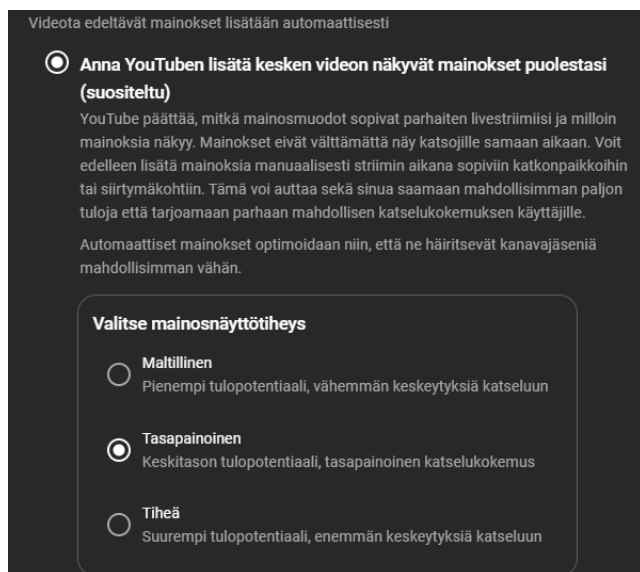 Videota edeltävät mainokset lisätään automaattisesti
Anna YouTuben lisätä kesken videon näkyvät mainokset puolestasi
(suositeltu)
YouTube päättää, mitkä mainosmuodot sopivat parhaiten livestriimiisi ja milloin
mainoksia näkyy. Mainokset eivät välttämättä näy katsojille samaan aikaan. Voit
edelleen lisätä mainoksia manuaalisesti striimin aikana sopiviin katkonpaikkoihin
tai siirtymäkohtiin. Tämä voi auttaa sekä sinua saamaan mahdollisimman paljon
tuloja että tarjoamaan parhaan mahdollisen katselukokemuksen käyttäjille.
Automaattiset mainokset optimoidaan niin, että ne häiritsevät kanavajäseniä
mahdollisimman vähän.
Valitse mainosnäyttötiheys
Maltillinen
Pienempi tulopotentiaali, vähemmän keskeytyksiä katseluun
Tasapainoinen
Keskitason tulopotentiaali, tasapainoinen katselukokemus
Tiheä
Suurempi tulopotentiaali, enemmän keskeytyksiä katseluun